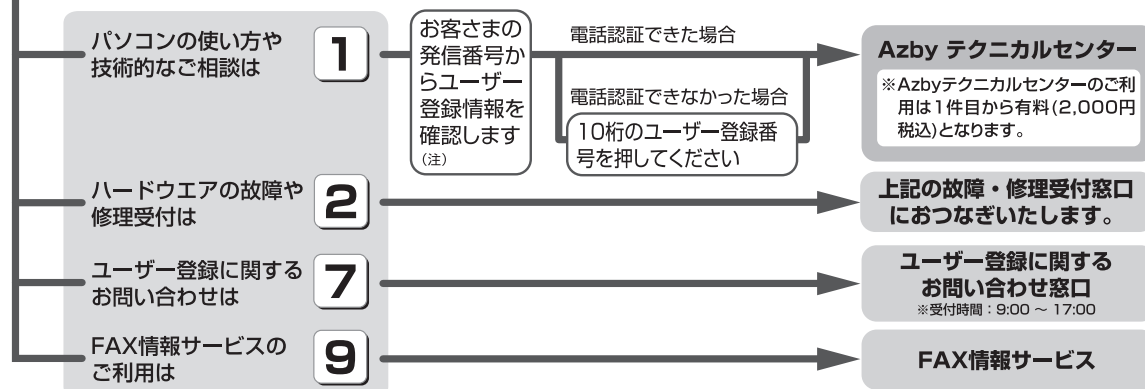 パソコンの使い方や
技術的なご相談は
1
お客さまの
発信番号か
らユーザー
登録情報を
確認します
(注)
電話認証できた場合
電話認証できなかった場合
10桁のユーザー登録番
号を押してください
Azby テクニカルセンター
※Azbyテクニカルセンターのご利
用は1件目から有料(2,000円
税込)となります。
ハードウエアの故障や
修理受付は
2
上記の故障・修理受付窓口
におつなぎいたします。
ユーザー登録に関する
お問い合わせは
7
ユーザー登録に関する
お問い合わせ窓口
※受付時間：9:00 ～ 17:00
FAX情報サービスの
ご利用は
9
FAX情報サービス